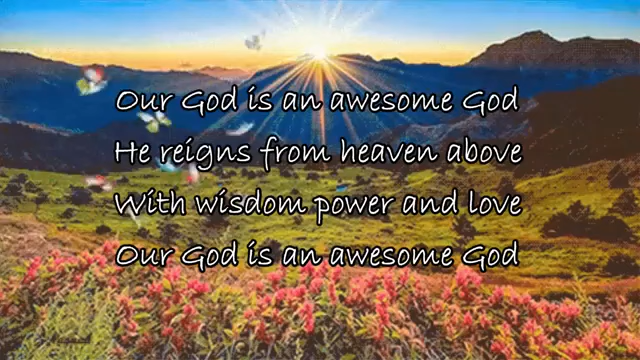 Our God is an awesome God
He reigns from heaven above
With wisdom power and love
Our God is an awesome God